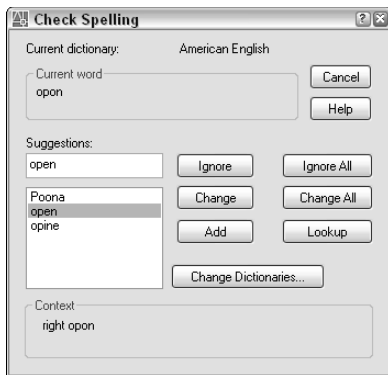 Check Spelling
Current dictionary: American English
Current word
opon
Cancel
Help
Suggestions:
open
Ignore
Ignore All
Poona
open
opine
Change
Change All
Add
Lookup
Change Dictionaries...
Context
right opon